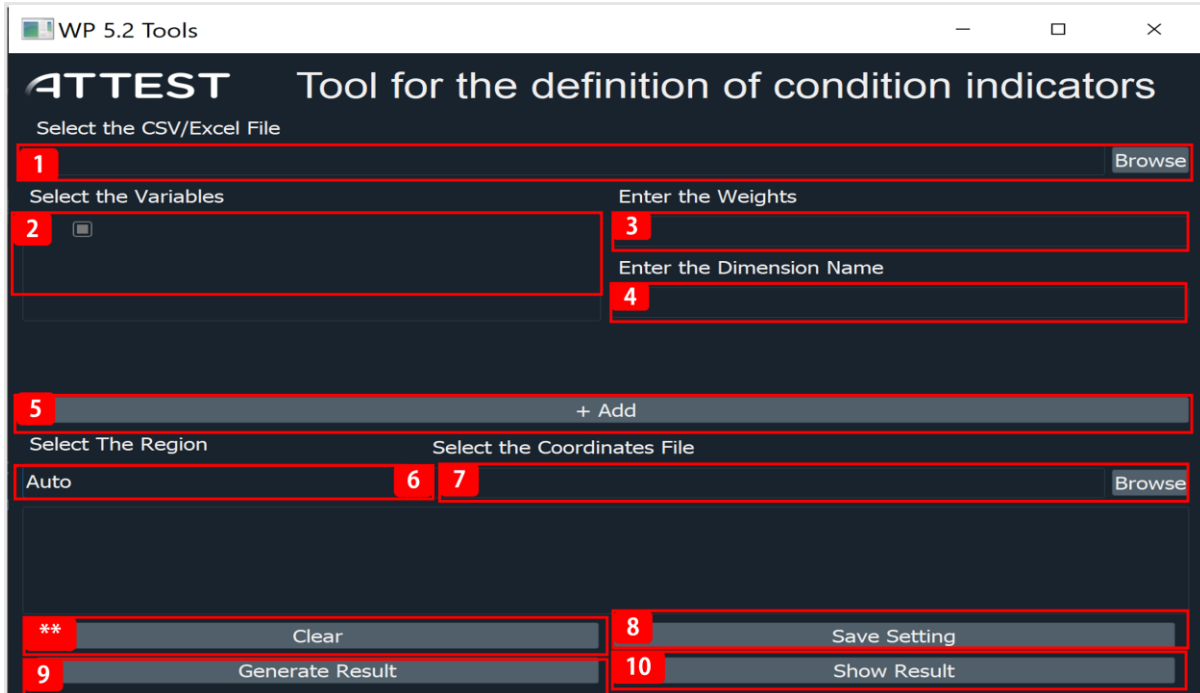 WP 5.2 Tools
ATTEST Tool for the definition of condition indicators
Select the CSV/Excel File
1 Browse
Select the Variables Enter the Weights
2 3
Enter the Dimension Name
4
5 + Add
Select The Region Select the Coordinates File
Auto 6 7 Browse
** Clear 8 Save Setting
9 Generate Result 10 Show Result